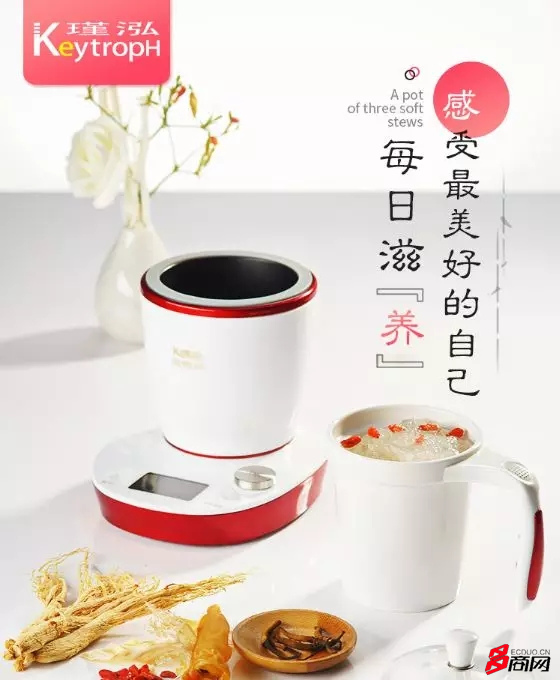 瑾泓
KeytropH
A pot
of three soft
stews
感受最美好的自己
每日滋『养』
ECDUO.CN
多商网